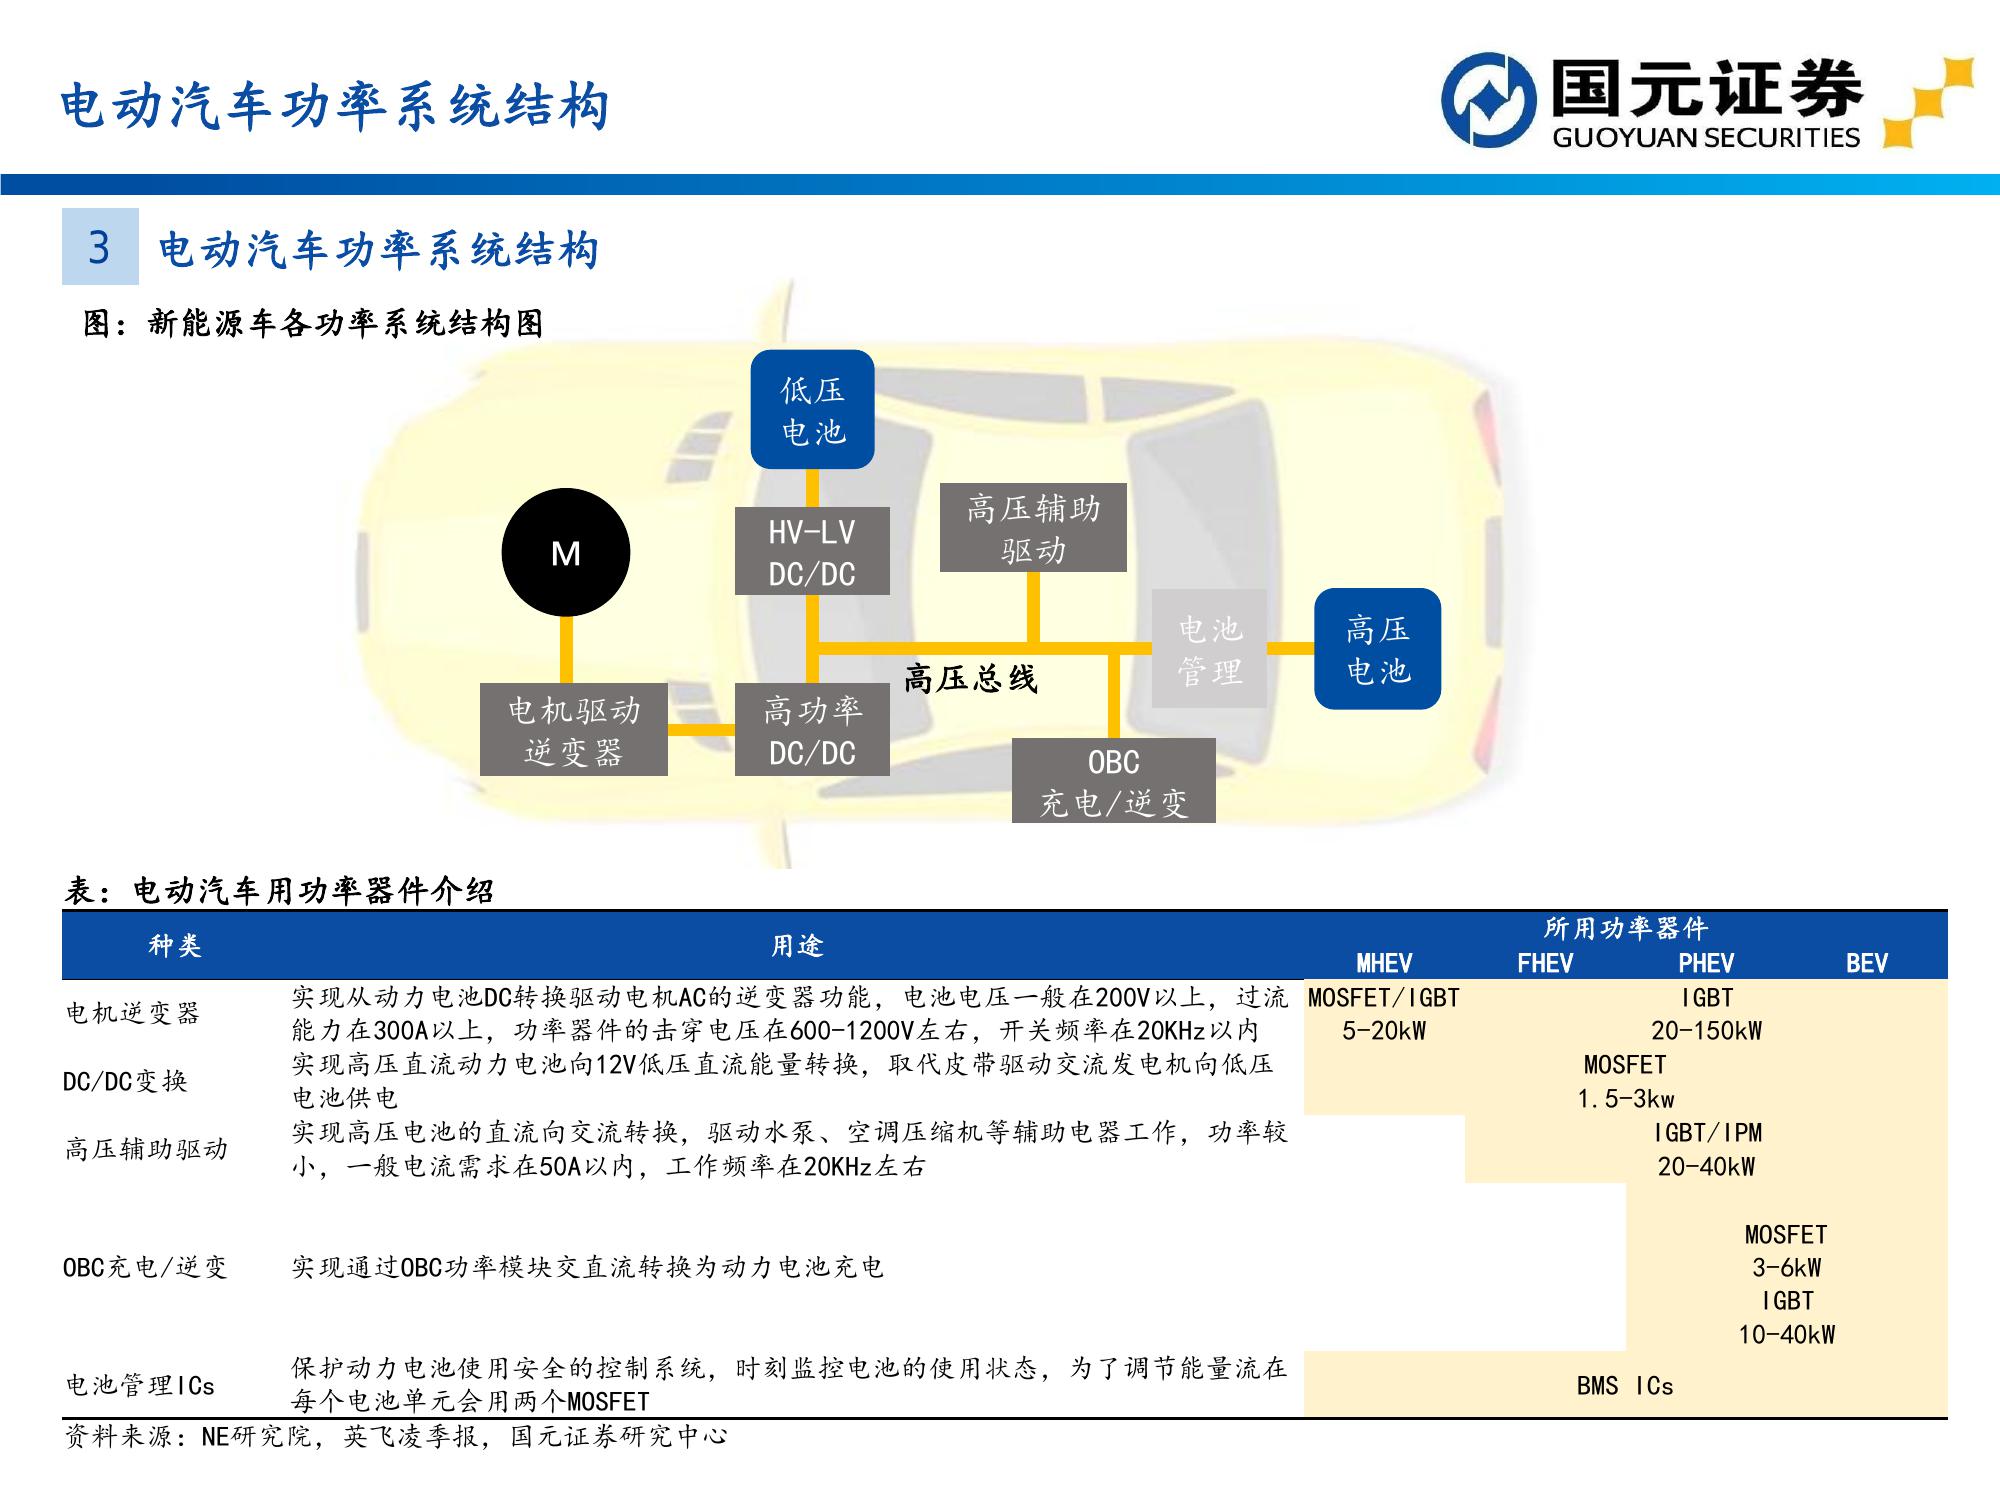 电动汽车功率系统结构
国元证券
GUOYUAN SECURITIES
3
电动汽车功率系统结构
图：新能源车各功率系统结构图
低压
电池
M
HV-LV
DC/DC
高压辅助
驱动
电池
管理
高压
电池
高压总线
电机驱动
逆变器
高功率
DC/DC
OBC
充电/逆变
表：电动汽车用功率器件介绍
种类
用途
所用功率器件
MHEV FHEV PHEV BEV
电机逆变器
实现从动力电池DC转换驱动电机AC的逆变器功能，电池电压一般在200V以上，过流
能力在300A以上，功率器件的击穿电压在600-1200V左右，开关频率在20KHz以内
MOSFET/IGBT
5-20kW
IGBT
20-150kW
DC/DC变换
实现高压直流动力电池向12V低压直流能量转换，取代皮带驱动交流发电机向低压
电池供电
MOSFET
1.5-3kw
高压辅助驱动
实现高压电池的直流向交流转换，驱动水泵、空调压缩机等辅助电器工作，功率较
小，一般电流需求在50A以内，工作频率在20KHz左右
IGBT/IPM
20-40kW
OBC充电/逆变
实现通过OBC功率模块交直流转换为动力电池充电
MOSFET
3-6kW
IGBT
10-40kW
电池管理ICs
保护动力电池使用安全的控制系统，时刻监控电池的使用状态，为了调节能量流在
每个电池单元会用两个MOSFET
BMS ICs
资料来源：NE研究院，英飞凌季报，国元证券研究中心